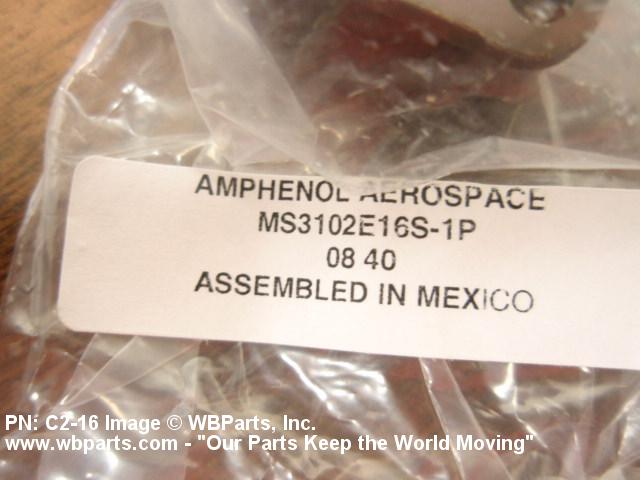 AMPHENOL AEROSPACE
MS3102E16S-1P
08 40
ASSEMBLED IN MEXICO
PN: C2-16 Image © WBParts, Inc.
www.wbparts.com - "Our Parts Keep the World Moving"